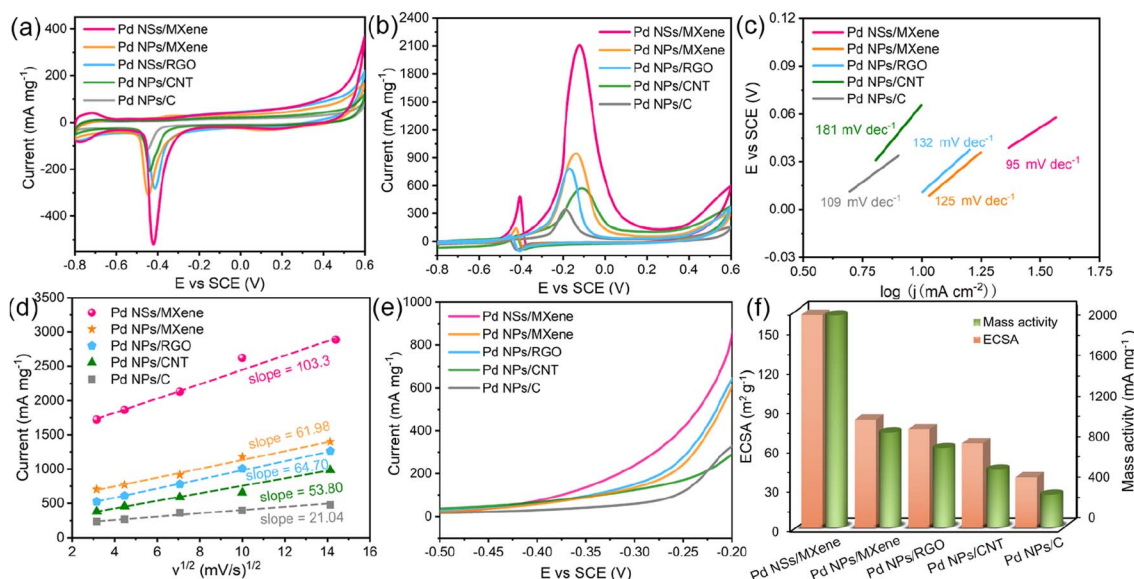 (a)
Pd NSs/MXene
Pd NPs/MXene
Pd NSs/RGO
Pd NPs/CNT
Pd NPs/C
400
200
0
-200
-400
Current (mA mg⁻¹)
-0.8 -0.6 -0.4 -0.2 0.0 0.2 0.4 0.6
E vs SCE (V)
(b)
Pd NSs/MXene
Pd NPs/MXene
Pd NPs/RGO
Pd NPs/CNT
Pd NPs/C
2400
2100
1800
1500
1200
900
600
300
0
Current (mA mg⁻¹)
-0.8 -0.6 -0.4 -0.2 0.0 0.2 0.4 0.6
E vs SCE (V)
(c)
Pd NSs/MXene
Pd NPs/MXene
Pd NPs/RGO
Pd NPs/CNT
Pd NPs/C
181 mV dec⁻¹
132 mV dec⁻¹
95 mV dec⁻¹
109 mV dec⁻¹
125 mV dec⁻¹
0.12
0.09
0.06
0.03
0.00
-0.03
E vs SCE (V)
0.50 0.75 1.00 1.25 1.50 1.75
log (j (mA cm⁻²))
(d)
Pd NSs/MXene
Pd NPs/MXene
Pd NPs/RGO
Pd NPs/CNT
Pd NPs/C
slope = 103.3
slope = 61.98
slope = 64.70
slope = 53.80
slope = 21.04
3500
3000
2500
2000
1500
1000
500
0
Current (mA mg⁻¹)
2 4 6 8 10 12 14 16
v¹ᐟ² (mV/s)¹ᐟ²
(e)
Pd NSs/MXene
Pd NPs/MXene
Pd NPs/RGO
Pd NPs/CNT
Pd NPs/C
1000
800
600
400
200
0
Current (mA mg⁻¹)
-0.50 -0.45 -0.40 -0.35 -0.30 -0.25 -0.20
E vs SCE (V)
(f)
Mass activity
ECSA
150
120
90
60
30
0
ECSA (m² g⁻¹)
2000
1600
1200
800
400
0
Mass activity (mA mg⁻¹)
Pd NSs/MXene
Pd NPs/MXene
Pd NPs/RGO
Pd NPs/CNT
Pd NPs/C